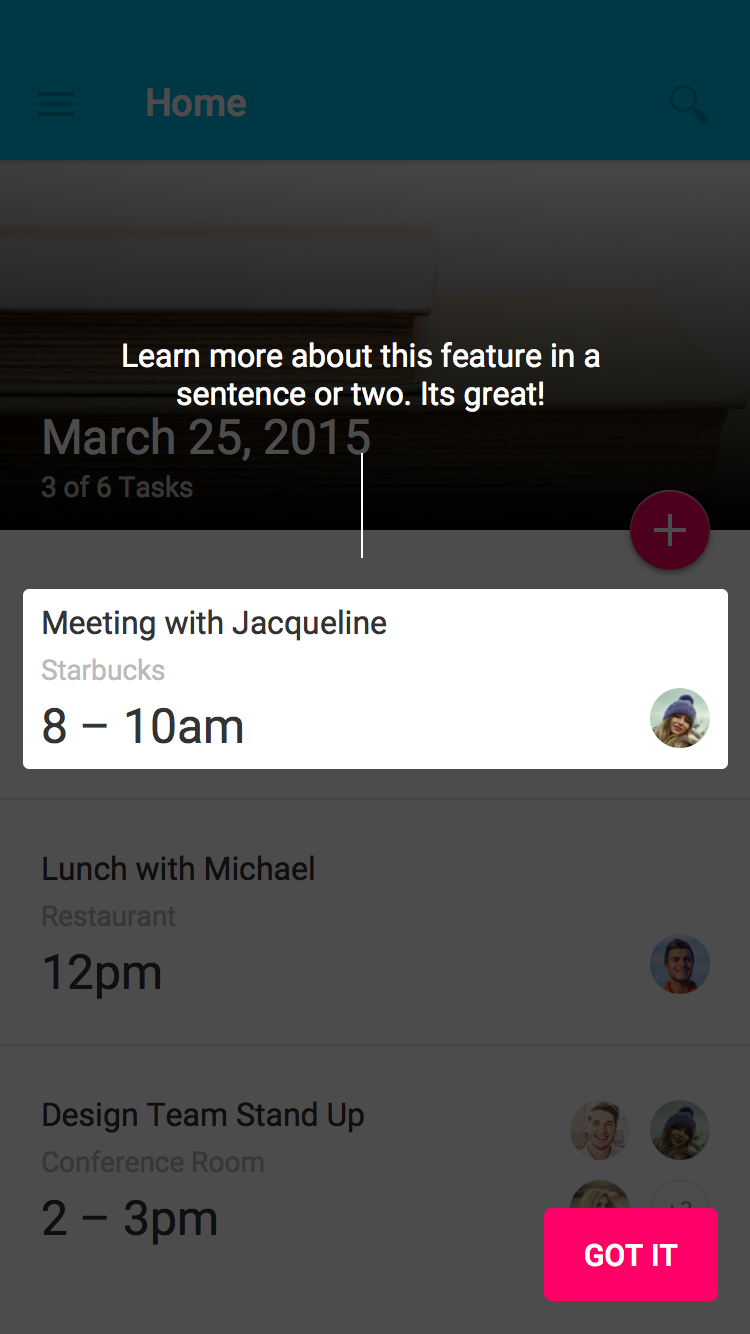 Home
Learn more about this feature in a
sentence or two. Its great!
March 25, 2015
3 of 6 Tasks
Meeting with Jacqueline
Starbucks
8 – 10am
Lunch with Michael
Restaurant
12pm
Design Team Stand Up
Conference Room
2 – 3pm
GOT IT